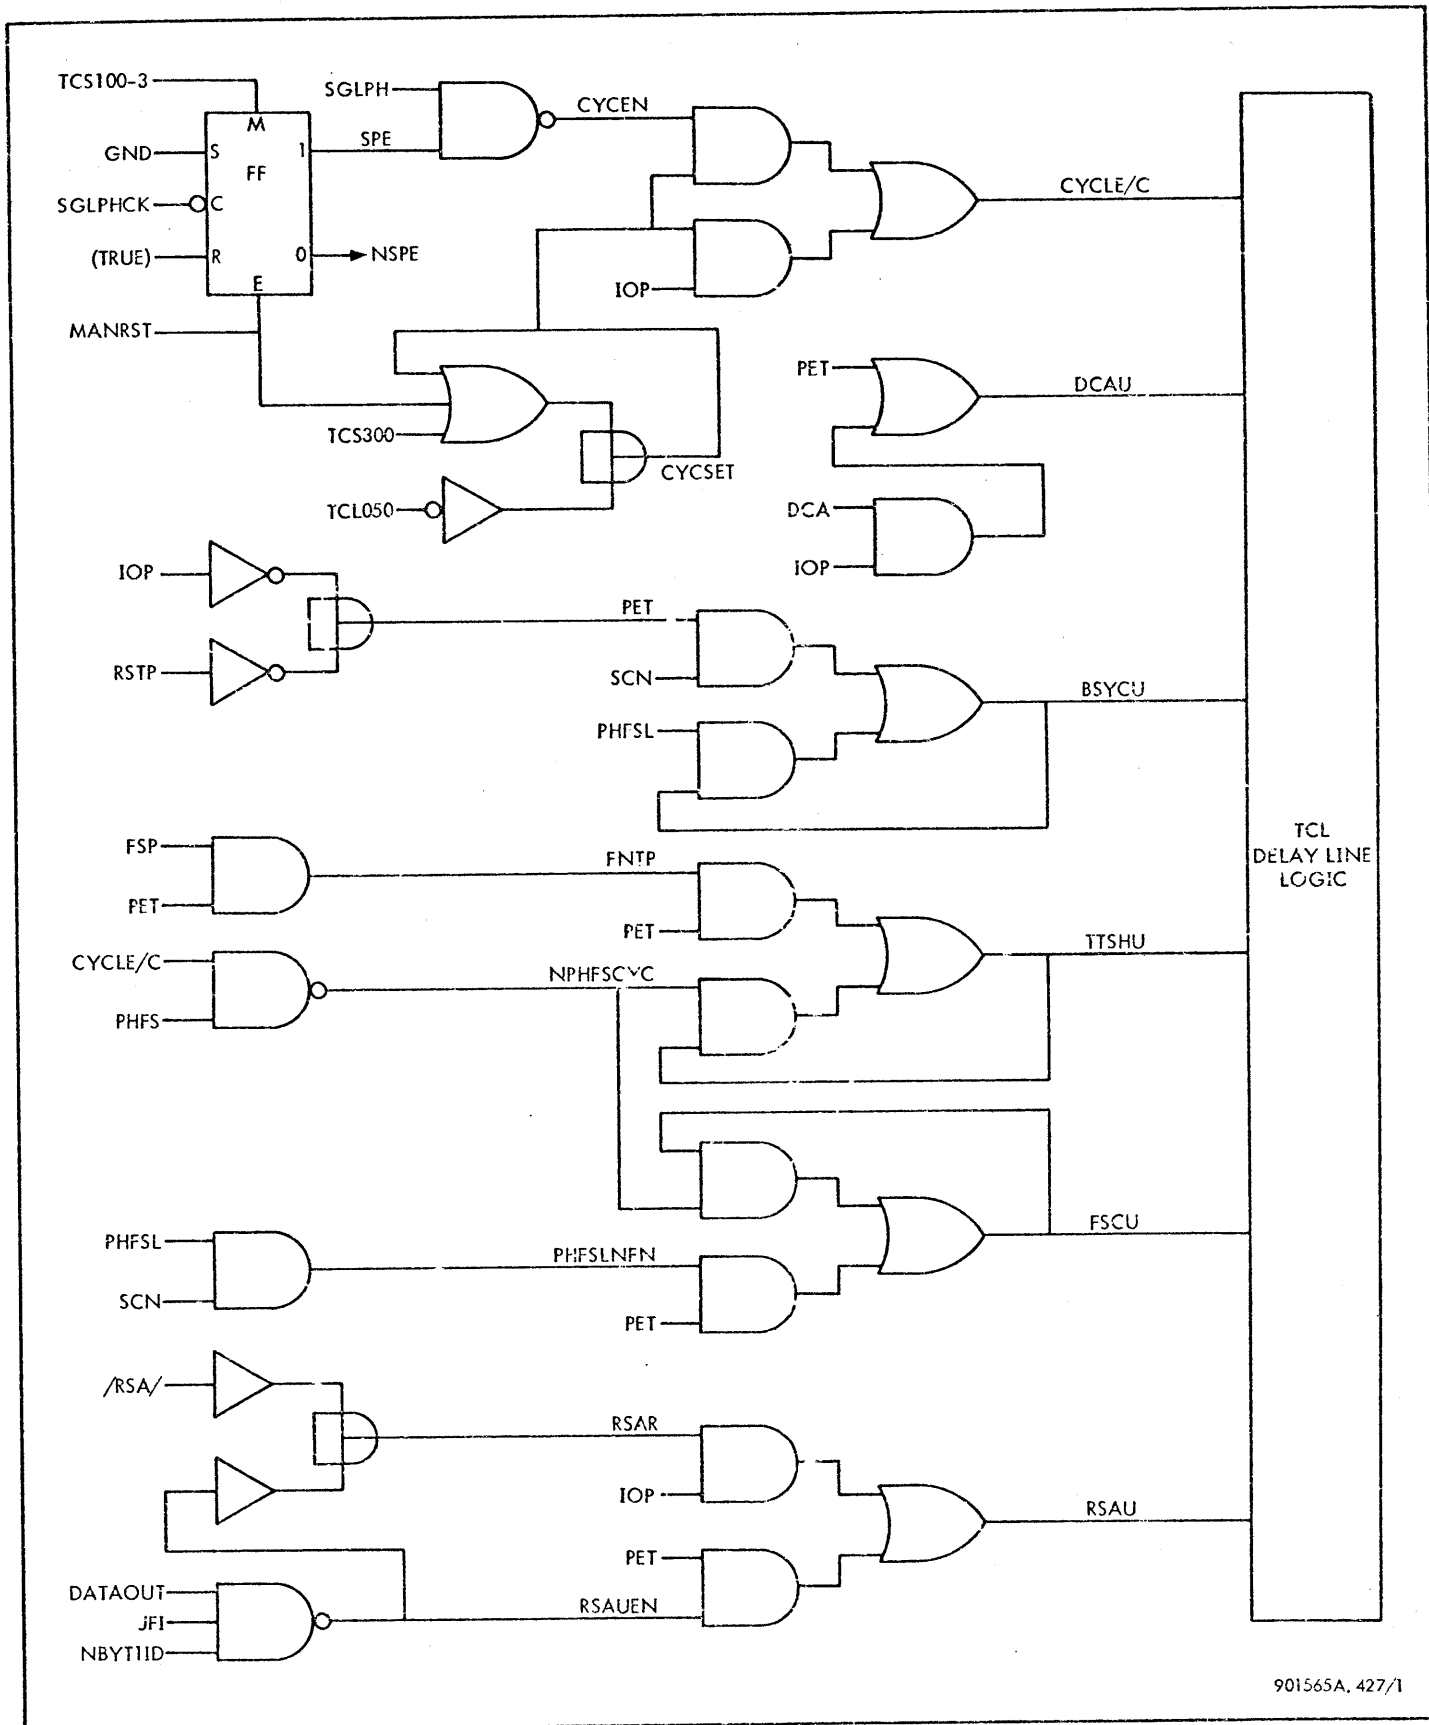 TCS100-3
SGLPH
CYCEN
M
GND
S
1
SPE
FF
SGLPHCK
C
CYCLE/C
(TRUE)
R
0
NSPE
E
IOP
MANRST
PET
DCAU
TCS300
CYCSET
TCL050
DCA
IOP
IOP
PET
RSTP
SCN
BSYCU
PHFSL
TCL
DELAY LINE
LOGIC
FSP
FNTP
PET
PET
CYCLE/C
TTSHU
NPHFSCYC
PHFS
PHFSL
PHFSLNFN
FSCU
SCN
PET
/RSA/
RSAR
IOP
RSAU
PET
DATAOUT
JFI
RSAUEN
NBYT1ID
901565A. 427/1